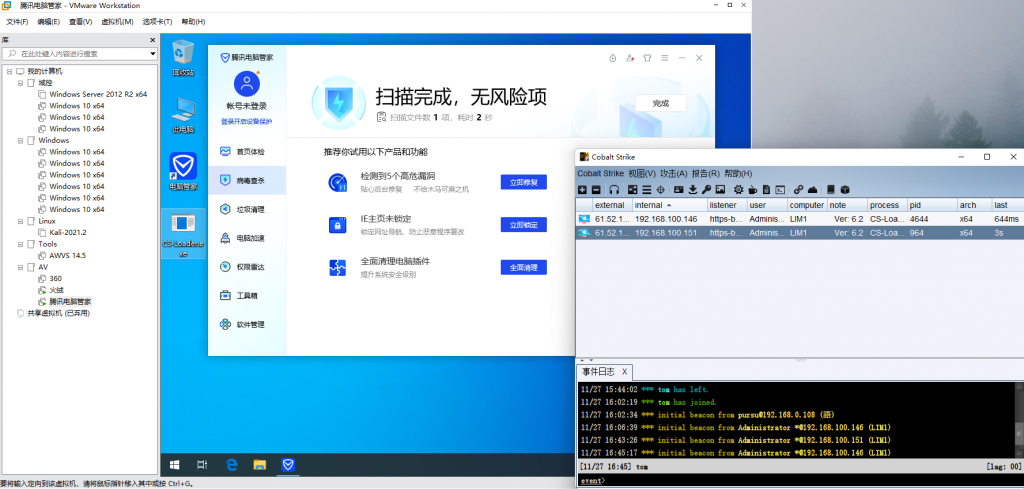 腾讯电脑管家 - VMware Workstation
文件(F) 编辑(E) 查看(V) 虚拟机(M) 选项卡(T) 帮助(H)
库
在此处键入内容进行搜索
我的计算机
域控
Windows Server 2012 R2 x64
Windows 10 x64
Windows 10 x64
Windows 10 x64
Windows
Windows 10 x64
Windows 10 x64
Windows 10 x64
Windows 10 x64
Windows 10 x64
Windows 10 x64
Linux
Kali-2021.2
Tools
AWVS 14.5
AV
360
火绒
腾讯电脑管家
共享虚拟机 (已弃用)
回收站
此电脑
电脑管家
CS-Loader.e
xe
腾讯电脑管家
帐号未登录
登录开启设备保护
首页体检
病毒查杀
垃圾清理
电脑加速
权限雷达
工具箱
软件管理
扫描完成，无风险项
扫描文件数 1 项，耗时 2 秒
完成
推荐你试用以下产品和功能
检测到5个高危漏洞
贴心后台修复 不给木马可乘之机
立即修复
IE主页未锁定
锁定网址导航，防止恶意程序篡改
立即锁定
全面清理电脑插件
提升系统安全级别
全面清理
Cobalt Strike
Cobalt Strike 视图(V) 攻击(A) 报告(R) 帮助(H)
external internal listener user computer note process pid arch last
61.52.1... 192.168.100.146 https-b... Adminis... LIM1 Ver: 6.2 CS-Loa... 4644 x64 644ms
61.52.1... 192.168.100.151 https-b... Adminis... LIM1 Ver: 6.2 CS-Loa... 964 x64 3s
事件日志 X
11/27 15:44:02 *** tom has left.
11/27 16:02:19 *** tom has joined.
11/27 16:02:34 *** initial beacon from pursu@192.168.0.108
11/27 16:06:39 *** initial beacon from Administrator *@192.168.100.146 (LIM1)
11/27 16:43:26 *** initial beacon from Administrator *@192.168.100.151 (LIM1)
11/27 16:45:17 *** initial beacon from Administrator *@192.168.100.146 (LIM1)
[11/27 16:45] tom [lag: 00]
event>
要将输入定向到该虚拟机，请将鼠标指针移入其中或按 Ctrl+G。